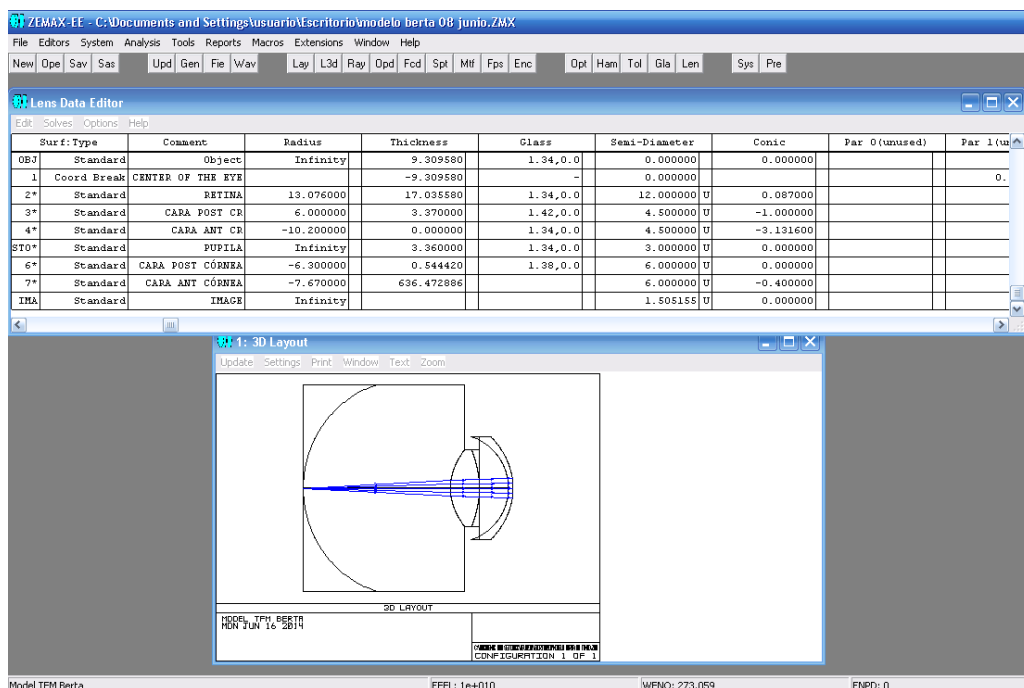 ZEMAX-EE - C:\Documents and Settings\usuario\Escritorio\modelo berta 08 junio.ZMX
File Editors System Analysis Tools Reports Macros Extensions Window Help
New Ope Sav Sas Upd Gen Fie Wav Lay L3d Ray Opd Fcd Spt Mtf Fps Enc Opt Ham Tol Gla Len Sys Pre
Lens Data Editor
Edit Solves Options Help
Surf:Type Comment Radius Thickness Glass Semi-Diameter Conic Par 0(unused) Par 1(u
OBJ Standard Object Infinity 9.309580 1.34,0.0 0.000000 0.000000
1 Coord Break CENTER OF THE EYE -9.309580 - 0.000000 0.
2* Standard RETINA 13.076000 17.035580 1.34,0.0 12.000000 U 0.087000
3* Standard CARA POST CR 6.000000 3.370000 1.42,0.0 4.500000 U -1.000000
4* Standard CARA ANT CR -10.200000 0.000000 1.34,0.0 4.500000 U -3.131600
STO* Standard PUPILA Infinity 3.360000 1.34,0.0 3.000000 U 0.000000
6* Standard CARA POST CÓRNEA -6.300000 0.544420 1.38,0.0 6.000000 U 0.000000
7* Standard CARA ANT CÓRNEA -7.670000 636.472886 6.000000 U -0.400000
IMA Standard IMAGE Infinity 1.505155 U 0.000000
1: 3D Layout
Update Settings Print Window Text Zoom
3D LAYOUT
MODEL TFM BERTA
MON JUN 16 2014
CONFIGURATION 1 OF 1
Model TFM Berta EFFL: 1e+010 WFNO: 273.059 ENPD: 0